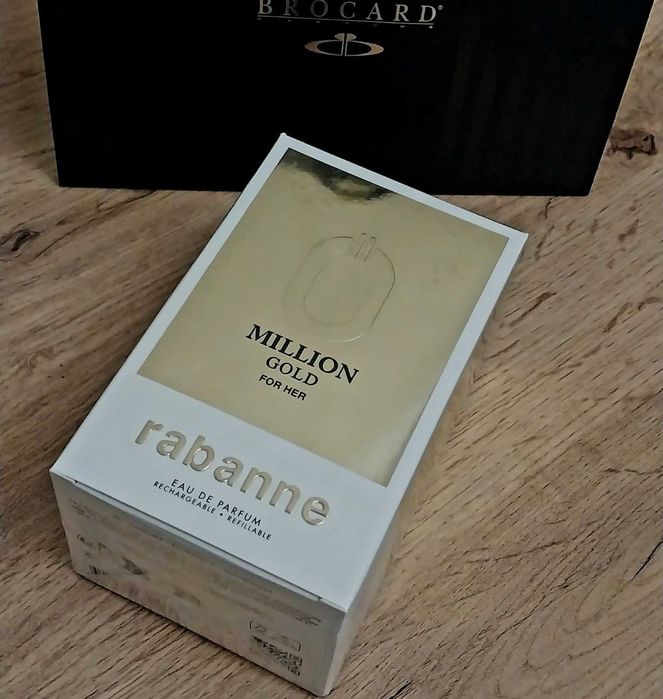 BROCARD
MILLION
GOLD
FOR HER
rabanne
EAU DE PARFUM
RECHARGEABLE • REFILLABLE